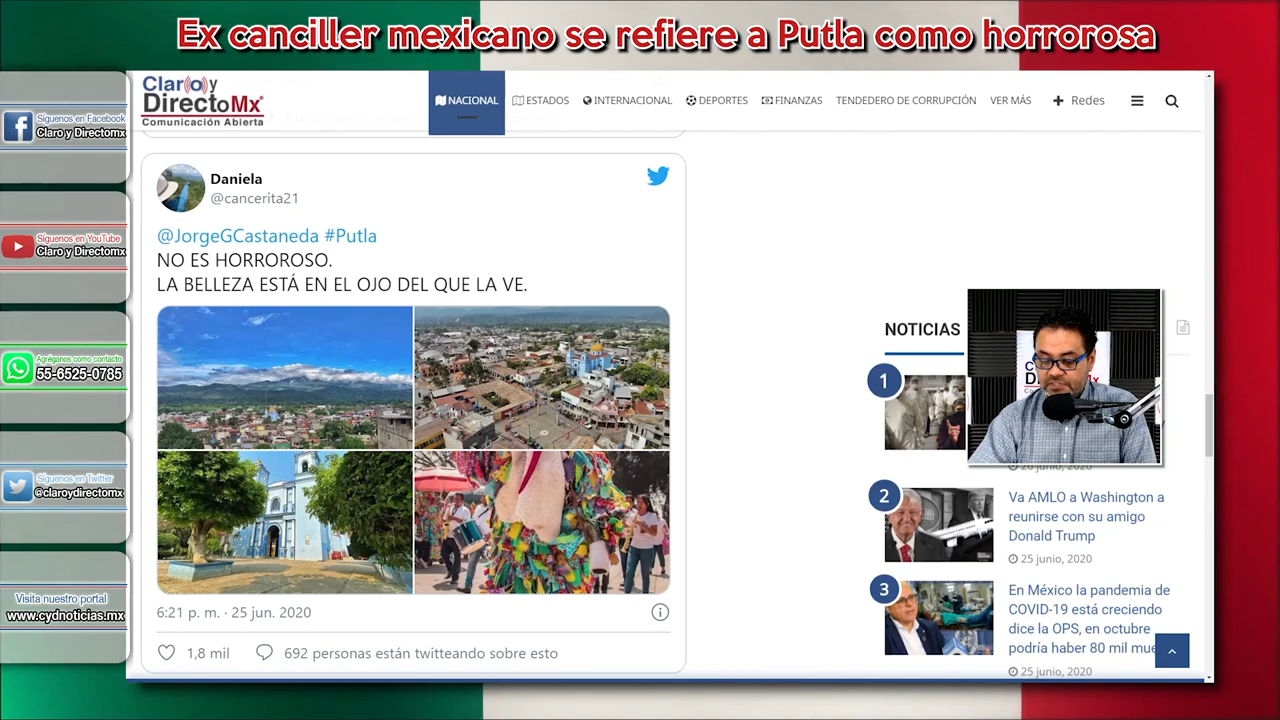 Ex canciller mexicano se refiere a Putla como horrorosa
Síguenos en Facebook
Claro y Directomx
Síguenos en YouTube
Claro y Directomx
Agréganos como contacto
55-6525-0785
Síguenos en Twitter
@claroydirectomx
Visita nuestro portal
www.cydnoticias.mx
Claro y
DirectoMx
Comunicación Abierta
NACIONAL
ESTADOS
INTERNACIONAL
DEPORTES
FINANZAS
TENDEDERO DE CORRUPCIÓN
VER MÁS
Redes
Daniela
@cancerita21
@JorgeGCastaneda #Putla
NO ES HORROROSO.
LA BELLEZA ESTÁ EN EL OJO DEL QUE LA VE.
6:21 p. m. · 25 jun. 2020
1,8 mil
692 personas están twitteando sobre esto
NOTICIAS
1
26 junio, 2020
2
Va AMLO a Washington a
reunirse con su amigo
Donald Trump
25 junio, 2020
3
En México la pandemia de
COVID-19 está creciendo
dice la OPS, en octubre
podría haber 80 mil
25 junio, 2020